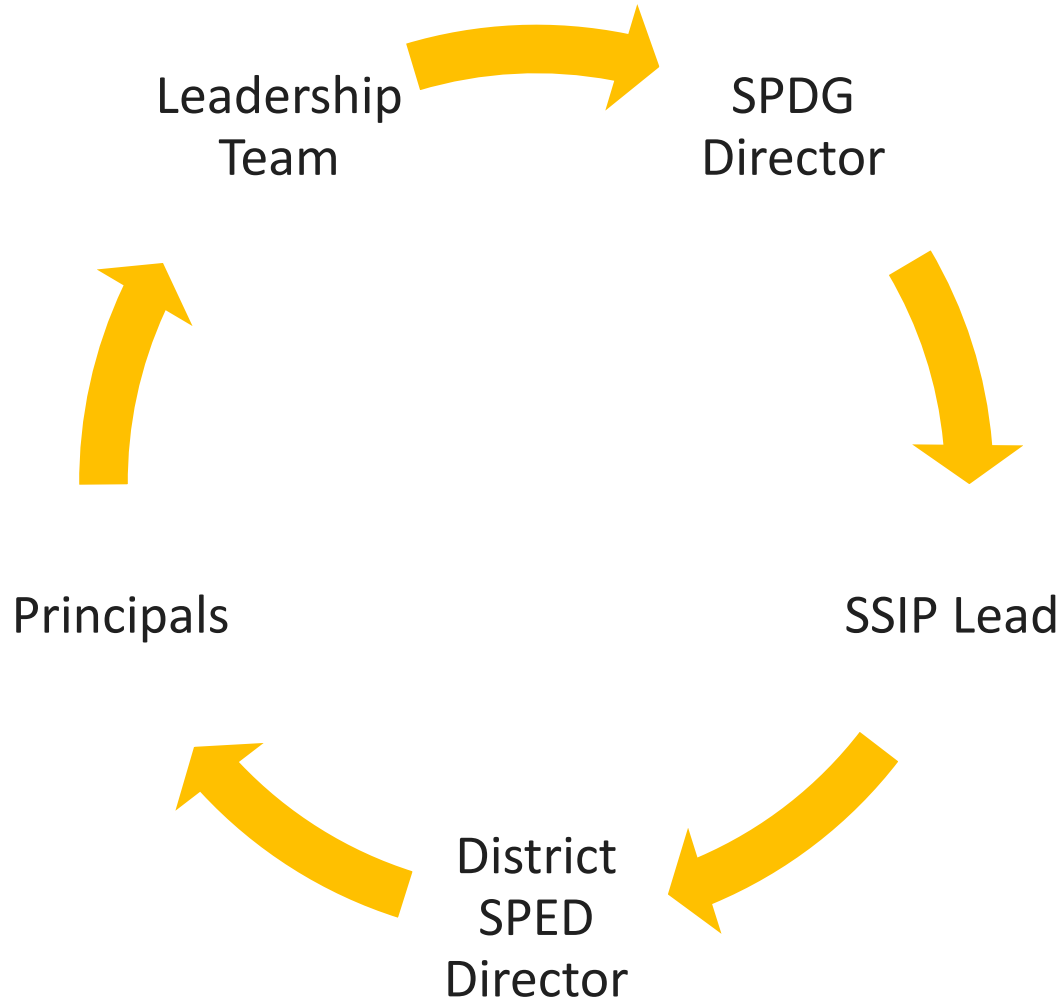 Leadership
Team
SPDG
Director
SSIP Lead
District
SPED
Director
Principals